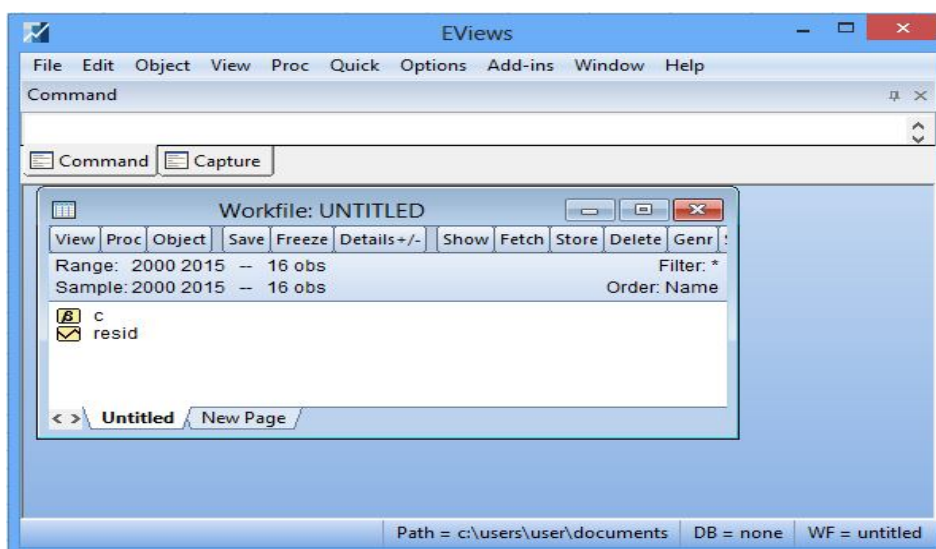 EViews
File Edit Object View Proc Quick Options Add-ins Window Help
Command
Command Capture
Workfile: UNTITLED
View Proc Object Save Freeze Details+/- Show Fetch Store Delete Genr
Range: 2000 2015 -- 16 obs Filter: *
Sample: 2000 2015 -- 16 obs Order: Name
β c
resid
< > Untitled New Page
Path = c:\users\user\documents DB = none WF = untitled